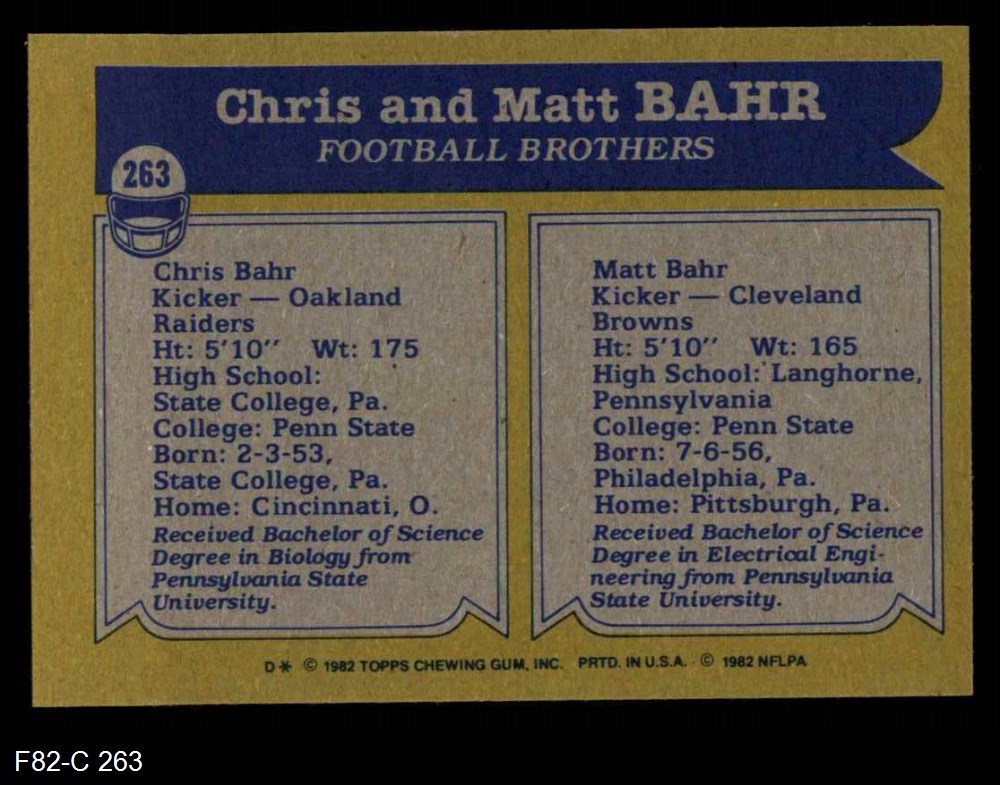 Chris and Matt BAHR
FOOTBALL BROTHERS
263
Chris Bahr
Kicker — Oakland
Raiders
Ht: 5'10'' Wt: 175
High School:
State College, Pa.
College: Penn State
Born: 2-3-53,
State College, Pa.
Home: Cincinnati, O.
Received Bachelor of Science
Degree in Biology from
Pennsylvania State
University.
Matt Bahr
Kicker — Cleveland
Browns
Ht: 5'10'' Wt: 165
High School: Langhorne,
Pennsylvania
College: Penn State
Born: 7-6-56,
Philadelphia, Pa.
Home: Pittsburgh, Pa.
Received Bachelor of Science
Degree in Electrical Engi-
neering from Pennsylvania
State University.
D* © 1982 TOPPS CHEWING GUM, INC. PRTD. IN U.S.A. © 1982 NFLPA
F82-C 263